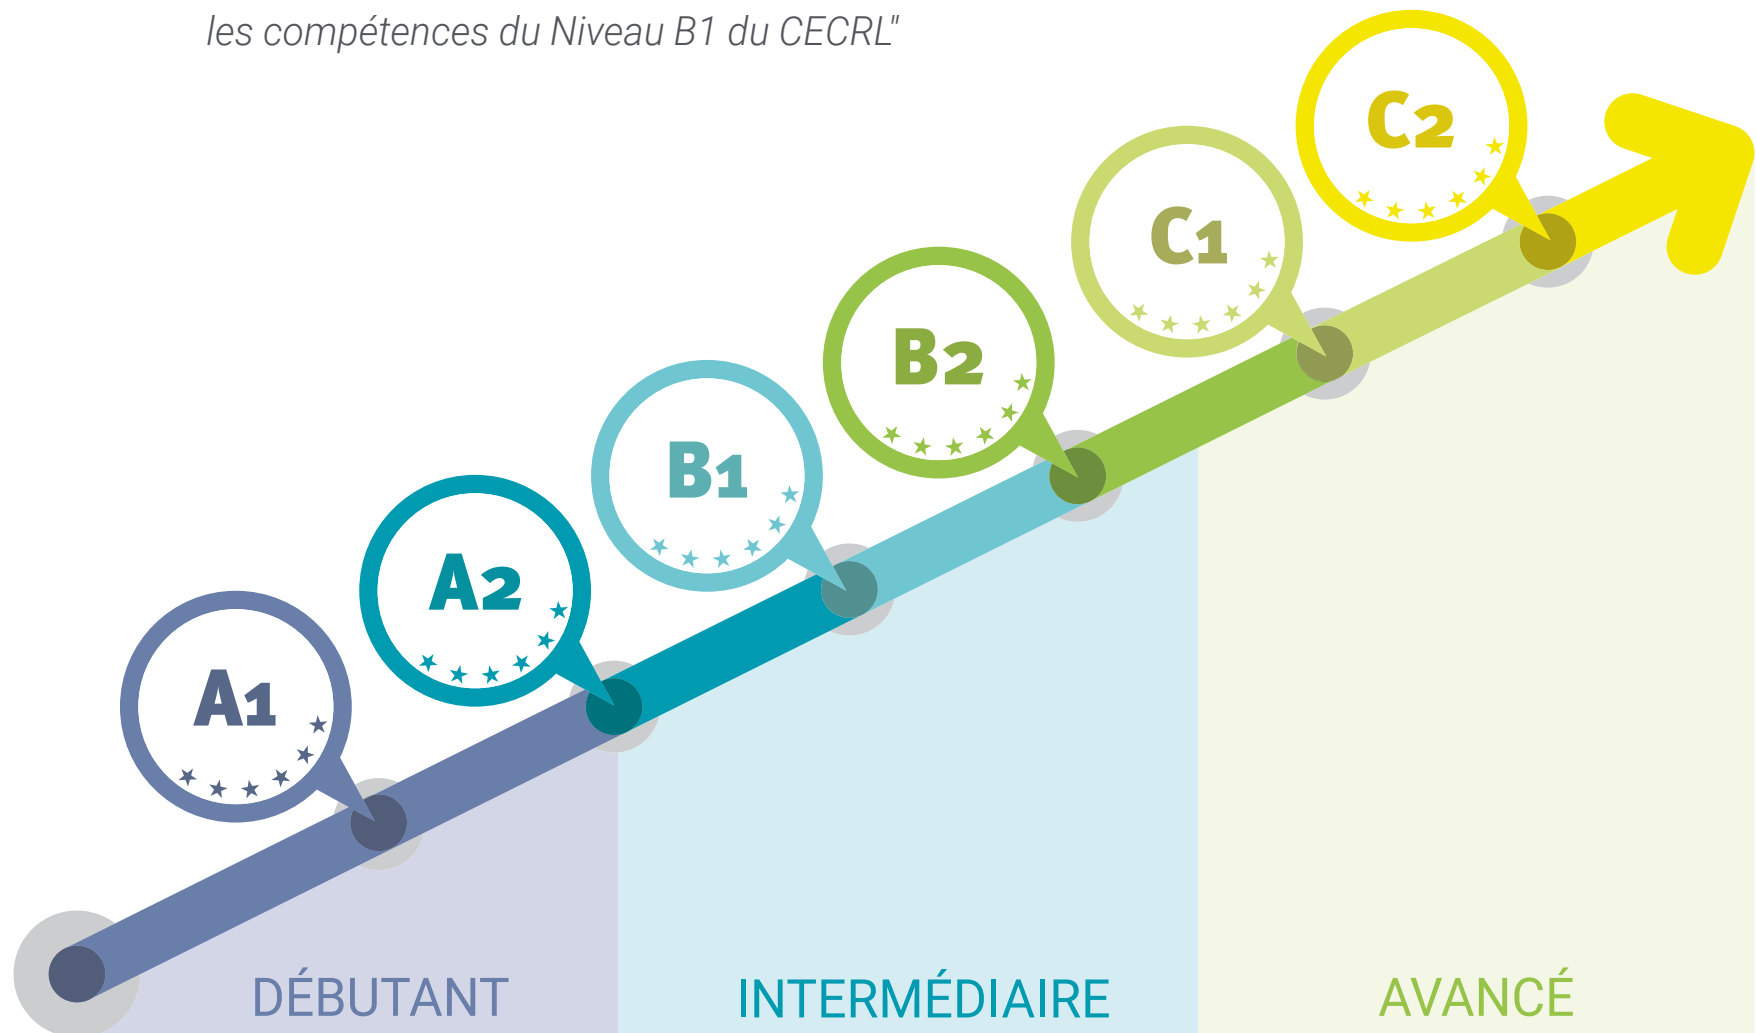 les compétences du Niveau B1 du CECRL"
C2
C1
B2
B1
A2
A1
DÉBUTANT
INTERMÉDIAIRE
AVANCÉ